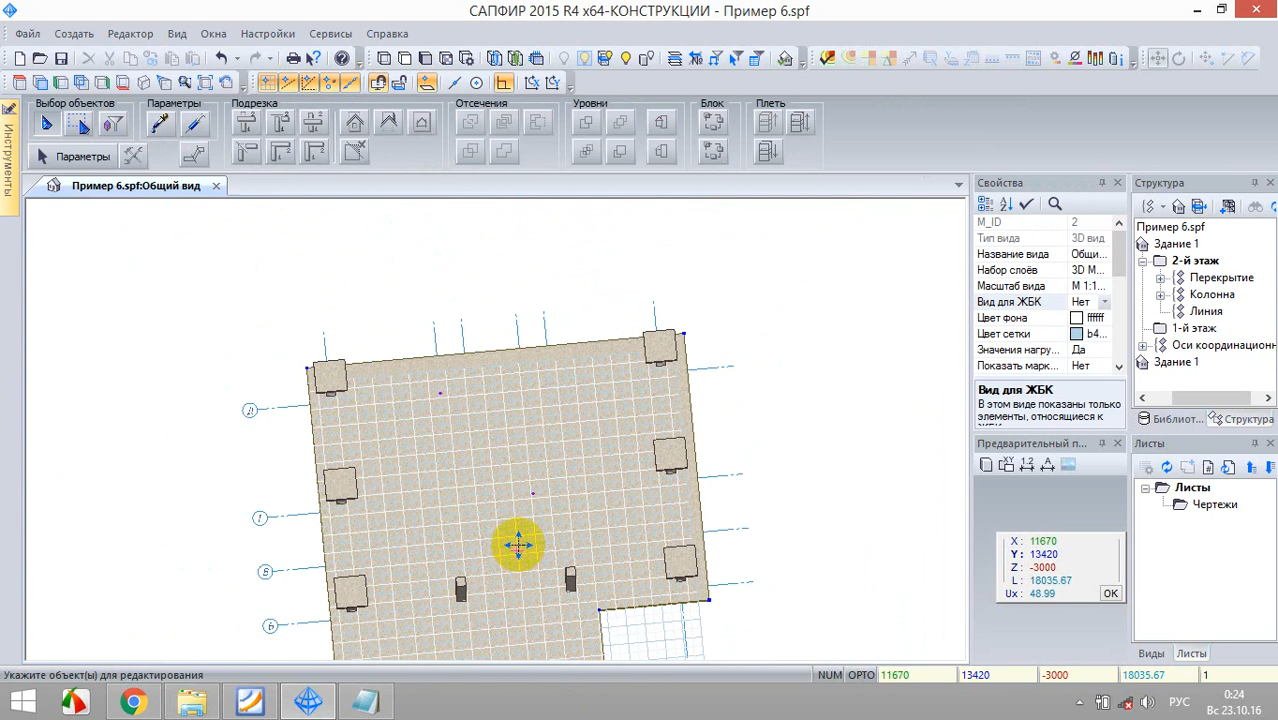 САПФИР 2015 R4 x64-КОНСТРУКЦИИ - Пример 6.spf
Файл Создать Редактор Вид Окна Настройки Сервисы Справка
Выбор объектов Параметры Подрезка Отсечения Уровни Блок Плеть
Параметры
Инструменты
Пример 6.spf:Общий вид
Свойства
M_ID 2
Тип вида 3D вид
Название вида Общи...
Набор слоёв 3D М...
Масштаб вида М 1:1...
Вид для ЖБК Нет
Цвет фона ffffff
Цвет сетки b4...
Значения нагру... Да
Показать марк... Нет
Вид для ЖБК
В этом виде показаны только
элементы, относящиеся к
Предварительный п...
X : 11670
Y : 13420
Z : -3000
L : 18035.67
Ux : 48.99
OK
Структура
Пример 6.spf
Здание 1
2-й этаж
Перекрытие
Колонна
Линия
1-й этаж
Оси координацион
Здание 1
Библиот... Структура
Листы
Листы
Чертежи
Виды Листы
Д
Г
Б
Укажите объект(ы) для редактирования NUM ОРТО 11670 13420 -3000 18035.67 1
РУС
0:24
Вс 23.10.16